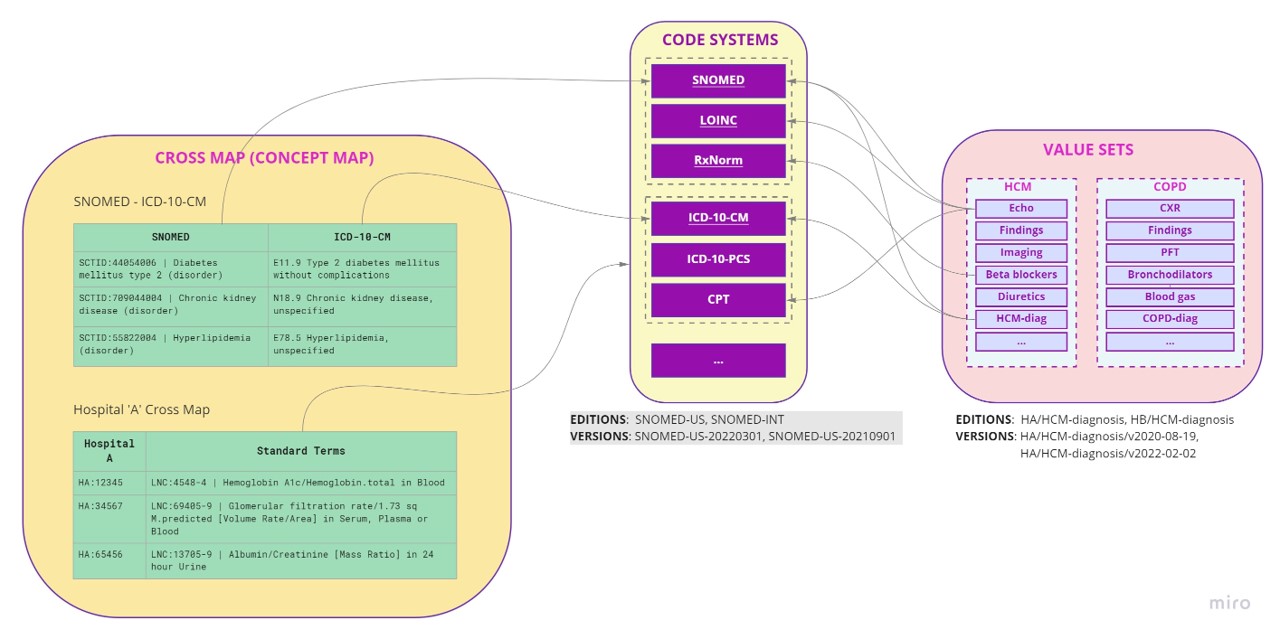 CODE SYSTEMS
SNOMED
LOINC
RxNorm
ICD-10-CM
ICD-10-PCS
CPT
...
EDITIONS: SNOMED-US, SNOMED-INT
VERSIONS: SNOMED-US-20220301, SNOMED-US-20210901
CROSS MAP (CONCEPT MAP)
SNOMED - ICD-10-CM
SNOMED ICD-10-CM
SCTID:44054006 | Diabetes
mellitus type 2 (disorder)
E11.9 Type 2 diabetes mellitus
without complications
SCTID:709044004 | Chronic kidney
disease (disorder)
N18.9 Chronic kidney disease,
unspecified
SCTID:55822004 | Hyperlipidemia
(disorder)
E78.5 Hyperlipidemia,
unspecified
Hospital 'A' Cross Map
Hospital
A
Standard Terms
HA:12345
LNC:4548-4 | Hemoglobin A1c/Hemoglobin.total in Blood
HA:34567
LNC:69405-9 | Glomerular filtration rate/1.73 sq
M.predicted [Volume Rate/Area] in Serum, Plasma or
Blood
HA:65456
LNC:13705-9 | Albumin/Creatinine [Mass Ratio] in 24
hour Urine
VALUE SETS
HCM
Echo
Findings
Imaging
Beta blockers
Diuretics
HCM-diag
...
COPD
CXR
Findings
PFT
Bronchodilators
Blood gas
COPD-diag
...
EDITIONS: HA/HCM-diagnosis, HB/HCM-diagnosis
VERSIONS: HA/HCM-diagnosis/v2020-08-19,
HA/HCM-diagnosis/v2022-02-02
miro